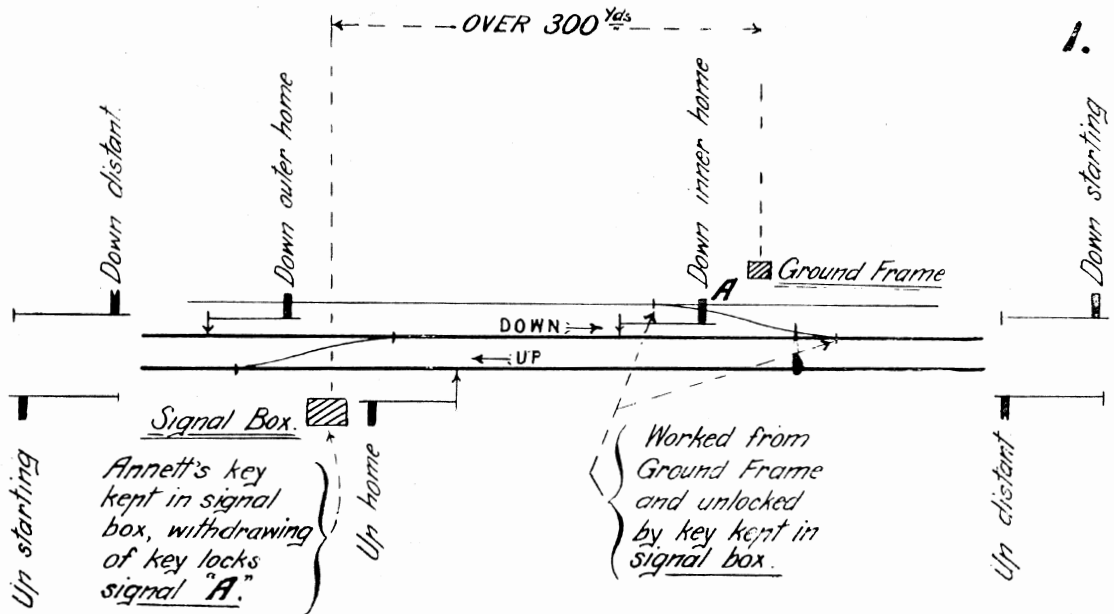 OVER 300 Yds
1.
Down distant.
Down outer home
Down inner home
Down starting
A
Ground Frame
DOWN
UP
Signal Box.
Up starting
Annett's key
kept in signal
box, withdrawing
of key locks
signal "A."
Up home
Worked from
Ground Frame
and unlocked
by key kept in
signal box.
Up distant